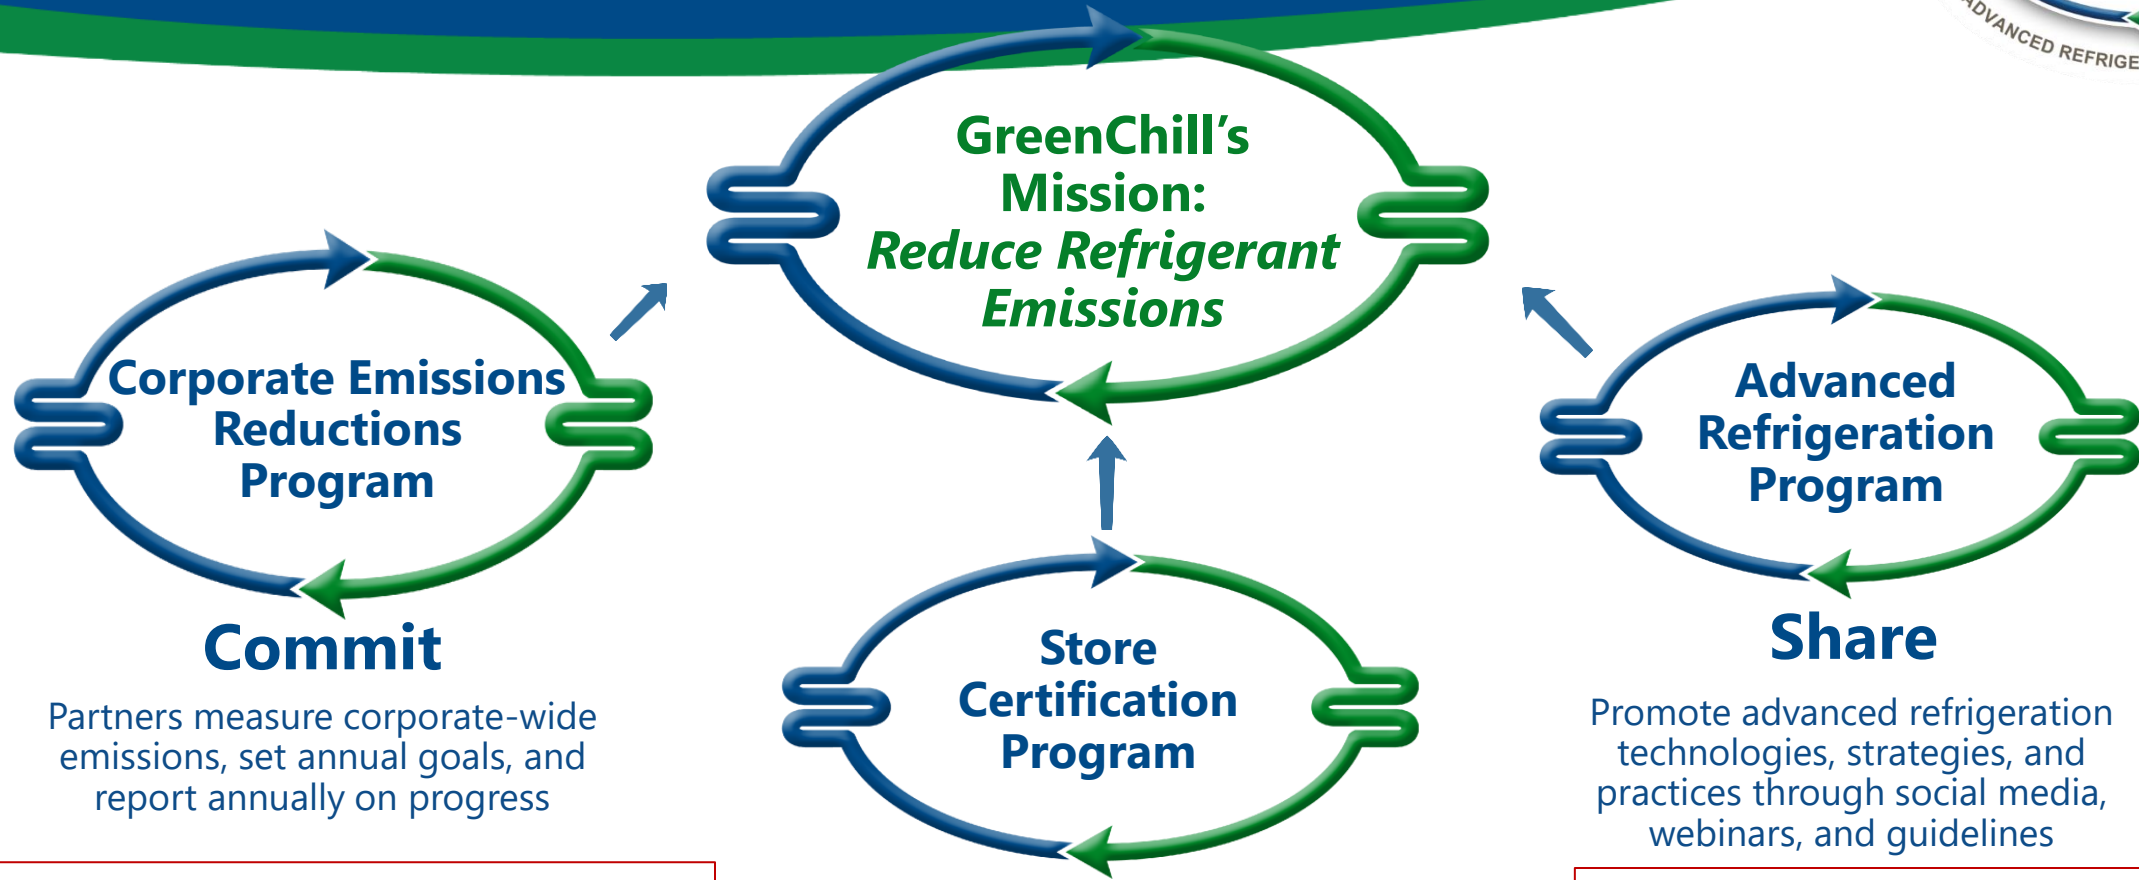 ADVANCED
GreenChill's
Mission:
Reduce Refrigerant
Emissions
Corporate Emissions
Reductions
Program
Advanced
Refrigeration
Program
Commit
Partners measure corporate-wide
emissions, set annual goals, and
report annually on progress
Store
Certification
Program
Share
Promote advanced refrigeration
technologies, strategies, and
practices through social media,
webinars, and guidelines